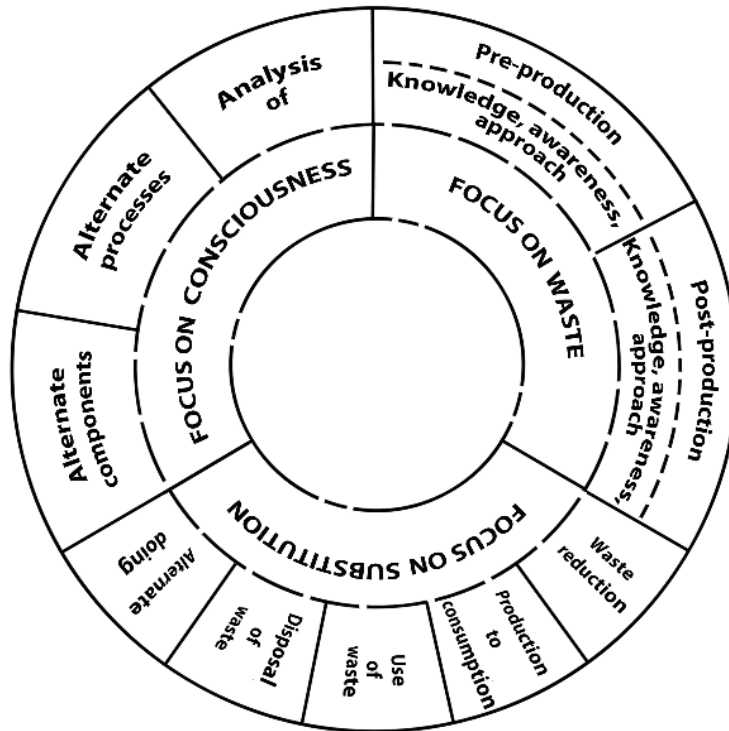 Pre-production
Knowledge, awareness,
approach
FOCUS ON WASTE
Post-production
Knowledge, awareness,
approach
FOCUS ON SUBSTITUTION
Waste
reduction
Production
to
consumption
Use
of
waste
Disposal
of
waste
Alternate
doing
FOCUS ON CONSCIOUSNESS
Alternate
components
Alternate
processes
Analysis
of